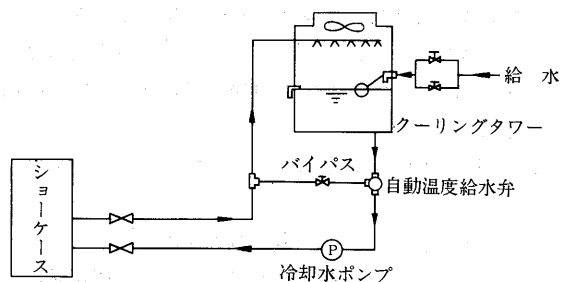 給水
クーリングタワー
バイパス
自動温度給水弁
ショーケース
P
冷却水ポンプ